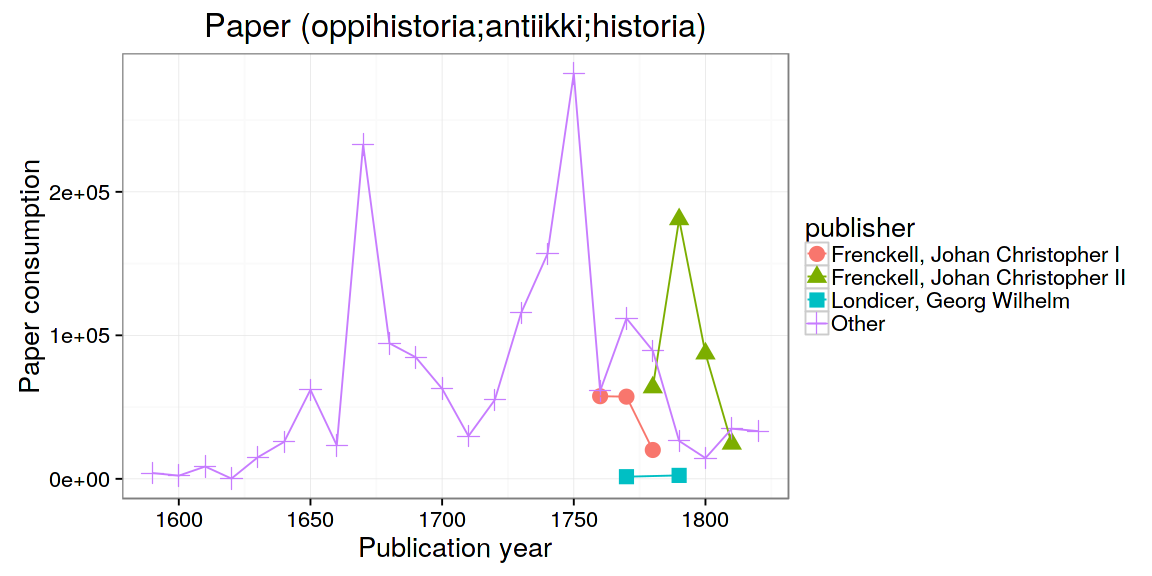 Paper (oppihistoria;antiikki;historia)
Paper consumption
2e+05
1e+05
0e+00
1600 1650 1700 1750 1800
Publication year
publisher
Frenckell, Johan Christopher I
Frenckell, Johan Christopher II
Londicer, Georg Wilhelm
Other